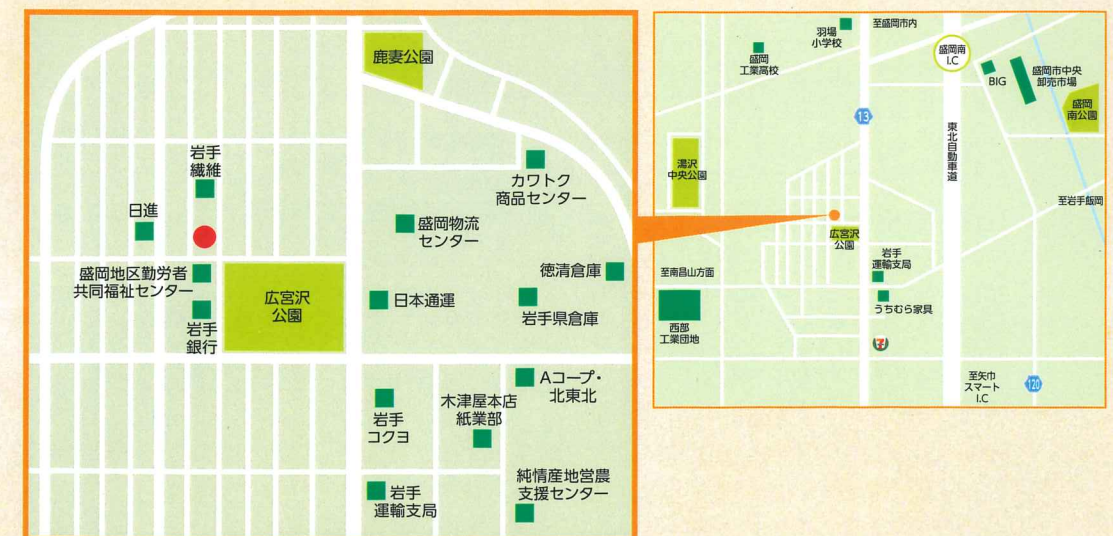 鹿妻公園
岩手
繊維
カワトク
商品センター
日進
盛岡物流
センター
盛岡地区勤労者
共同福祉センター
徳清倉庫
広宮沢
公園
日本通運
岩手県倉庫
岩手
銀行
Aコープ・
北東北
木津屋本店
紙業部
岩手
コクヨ
純情産地営農
支援センター
岩手
運輸支局
羽場
小学校
至盛岡市内
盛岡
工業高校
盛岡南
I.C
BIG
盛岡市中央
卸売市場
盛岡
南公園
13
東北自動車道
湯沢
中央公園
至岩手飯岡
広宮沢
公園
岩手
運輸支局
至南昌山方面
うちむら家具
西部
工業団地
7
至矢巾
スマート
I.C
120